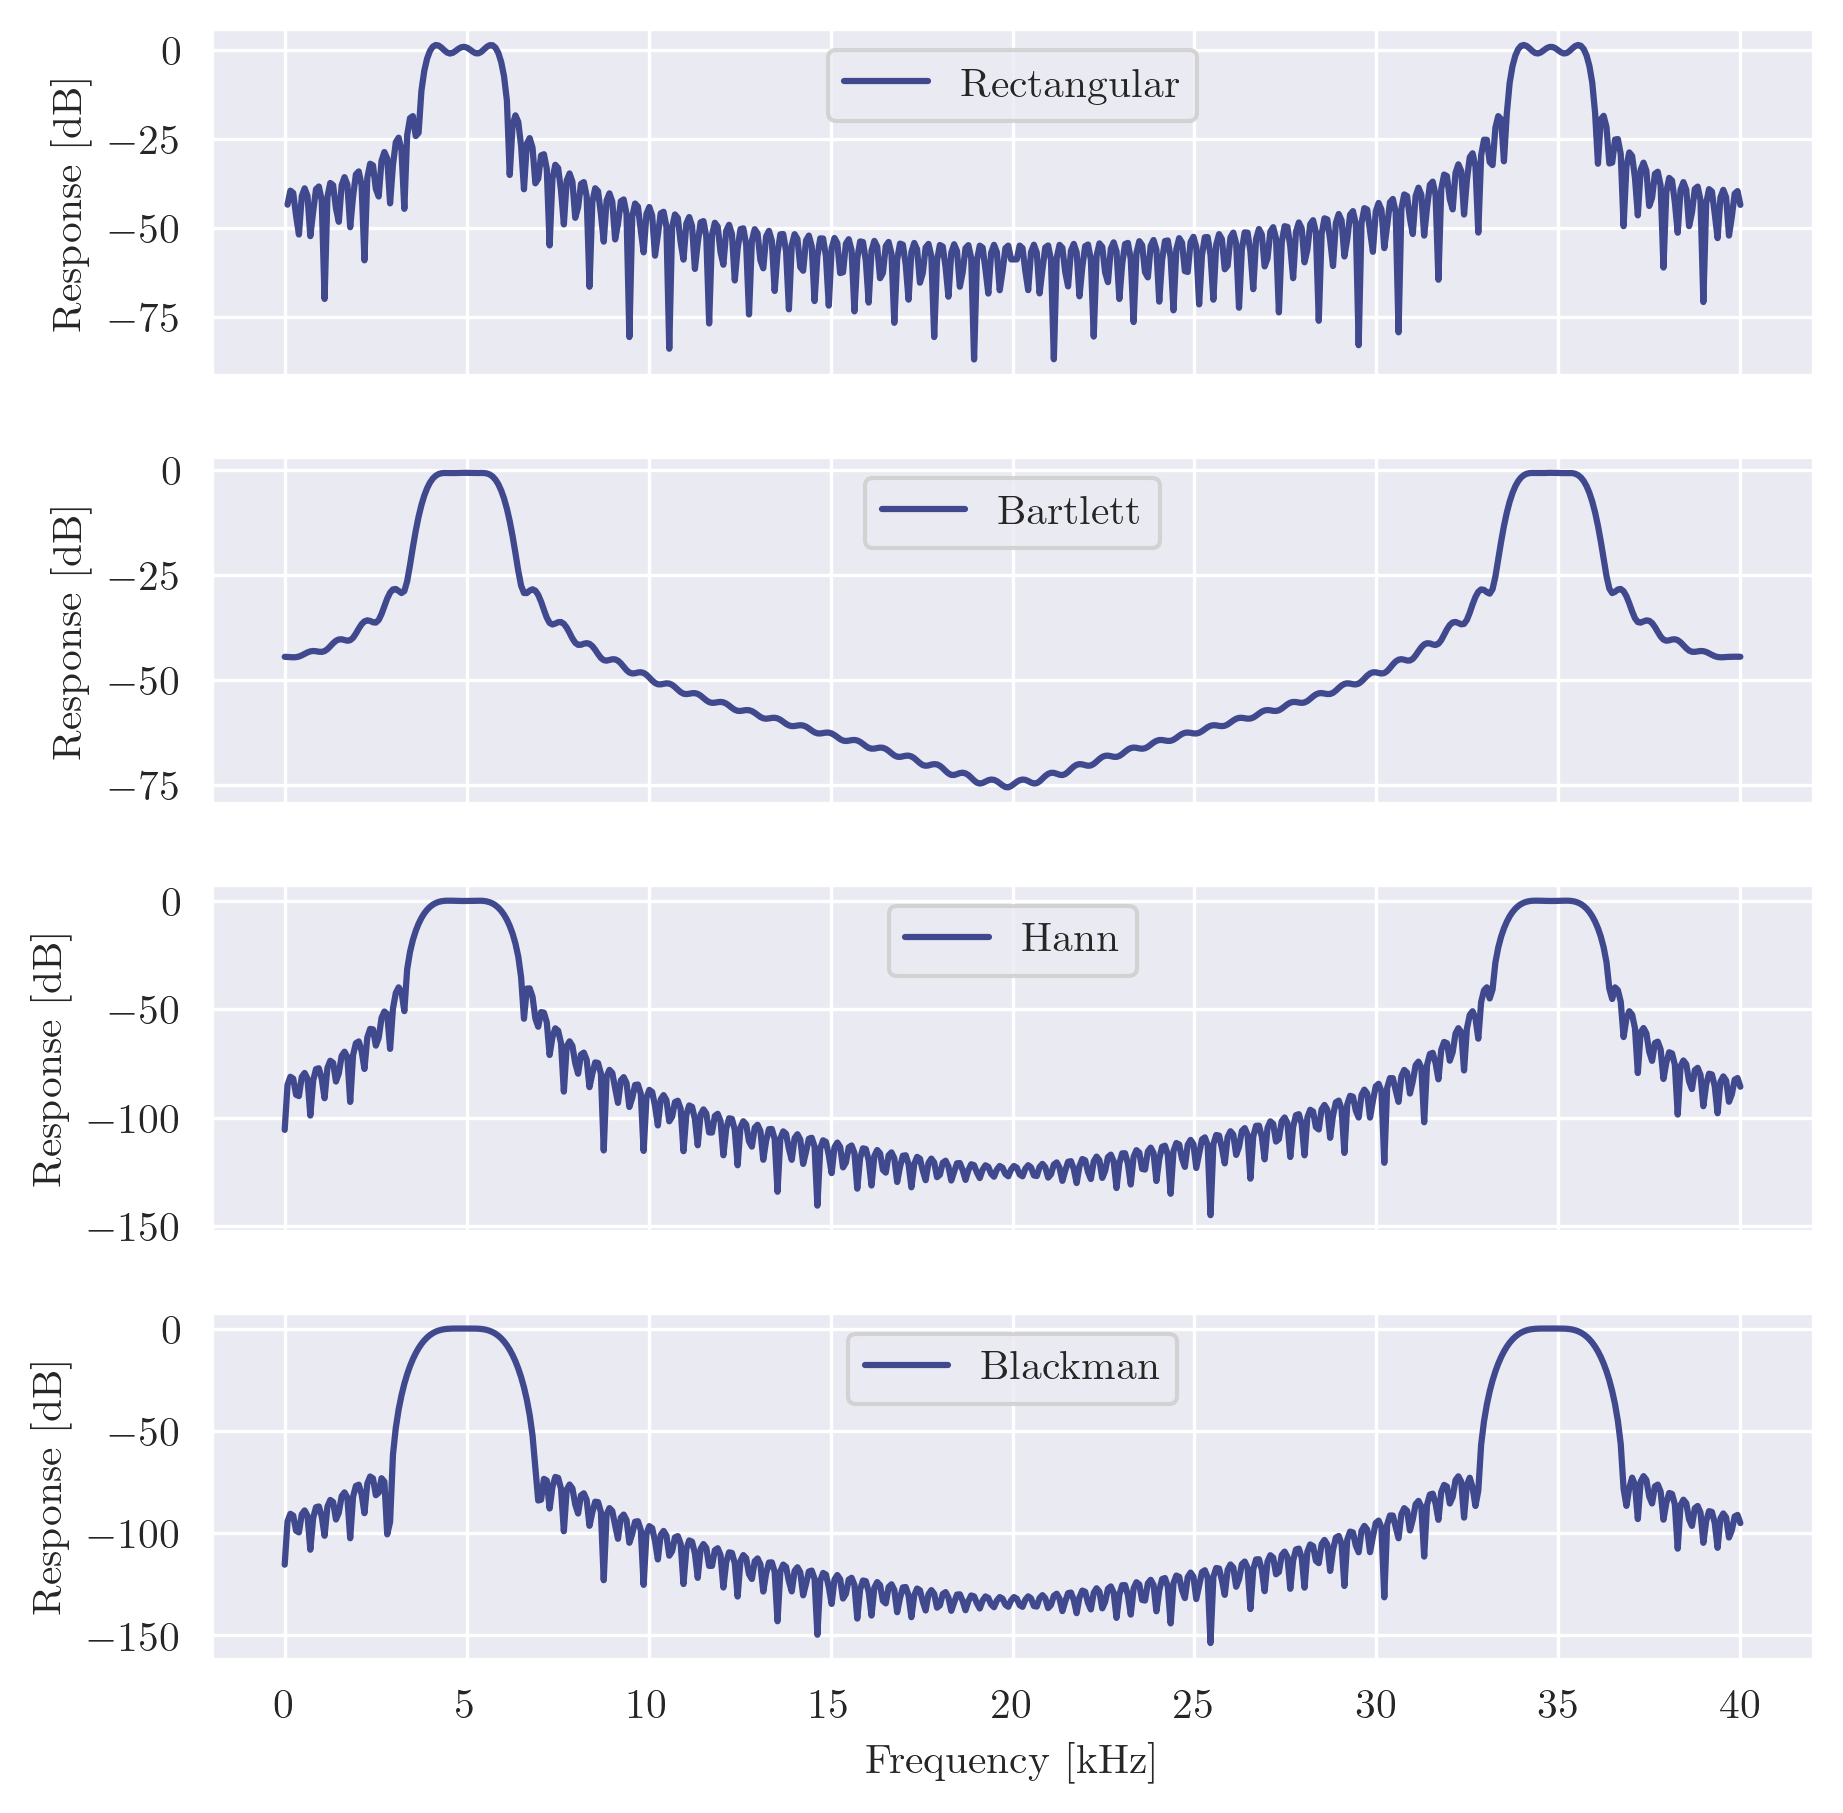 Response [dB]
0
−25
−50
−75
Rectangular
Response [dB]
0
−25
−50
−75
Bartlett
Response [dB]
0
−50
−100
−150
Hann
Response [dB]
0
−50
−100
−150
Blackman
0 5 10 15 20 25 30 35 40
Frequency [kHz]